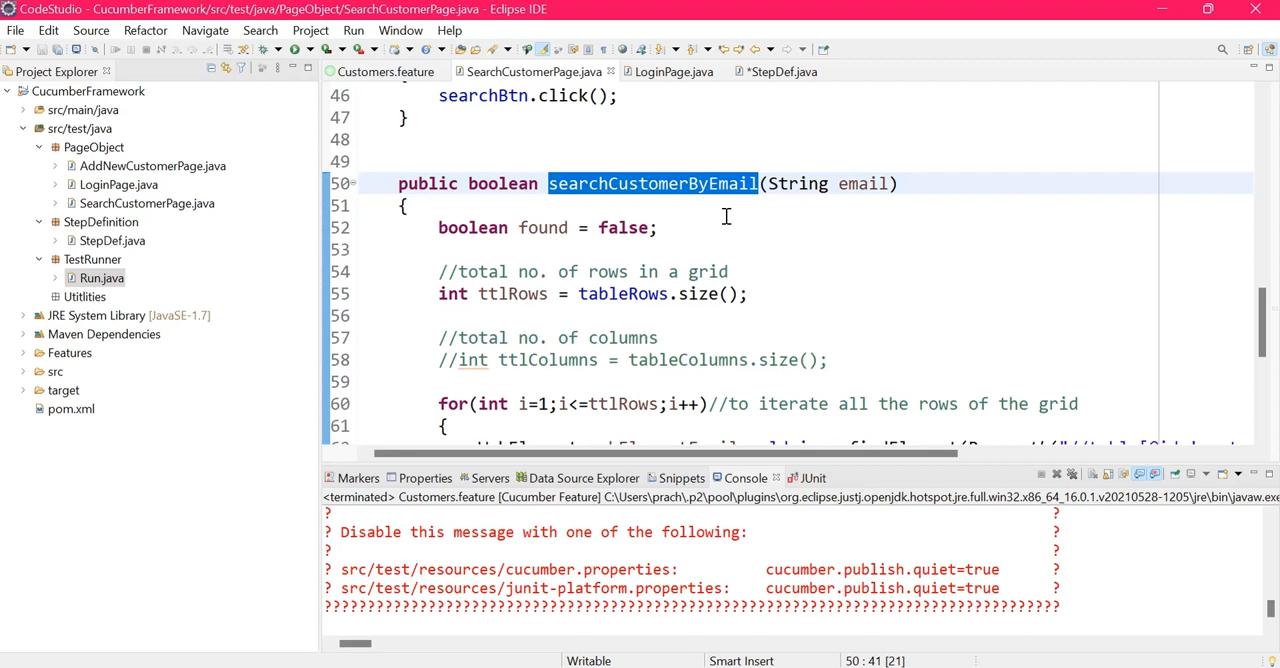 CodeStudio - CucumberFramework/src/test/java/PageObject/SearchCustomerPage.java - Eclipse IDE
File Edit Source Refactor Navigate Search Project Run Window Help
Project Explorer
CucumberFramework
src/main/java
src/test/java
PageObject
AddNewCustomerPage.java
LoginPage.java
SearchCustomerPage.java
StepDefinition
StepDef.java
TestRunner
Run.java
Utitlities
JRE System Library [JavaSE-1.7]
Maven Dependencies
Features
src
target
pom.xml
Customers.feature SearchCustomerPage.java LoginPage.java *StepDef.java
46 searchBtn.click();
47 }
48
49
50 public boolean searchCustomerByEmail(String email)
51 {
52 boolean found = false;
53
54 //total no. of rows in a grid
55 int ttlRows = tableRows.size();
56
57 //total no. of columns
58 //int ttlColumns = tableColumns.size();
59
60 for(int i=1;i<=ttlRows;i++)//to iterate all the rows of the grid
61 {
Markers Properties Servers Data Source Explorer Snippets Console JUnit
<terminated> Customers.feature [Cucumber Feature] C:\Users\prach\.p2\pool\plugins\org.eclipse.justj.openjdk.hotspot.jre.full.win32.x86_64_16.0.1.v20210528-1205\jre\bin\javaw.exe
? ?
? Disable this message with one of the following: ?
? ?
? src/test/resources/cucumber.properties: cucumber.publish.quiet=true ?
? src/test/resources/junit-platform.properties: cucumber.publish.quiet=true ?
?????????????????????????????????????????????????????????????????????????
Writable Smart Insert 50 : 41 [21]